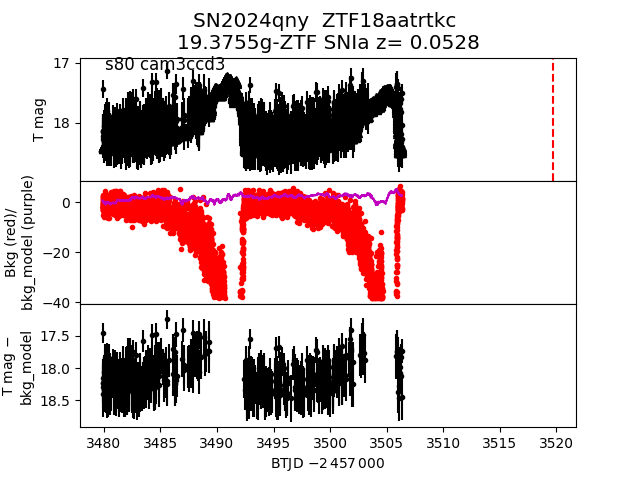 SN2024qny  ZTF18aatrtkc
19.3755g-ZTF SNIa z= 0.0528
s80 cam3ccd3
T mag
17
18
Bkg (red)/
bkg_model (purple)
0
−20
−40
T mag −
bkg_model
17.5
18.0
18.5
3480 3485 3490 3495 3500 3505 3510 3515 3520
BTJD −2 457 000